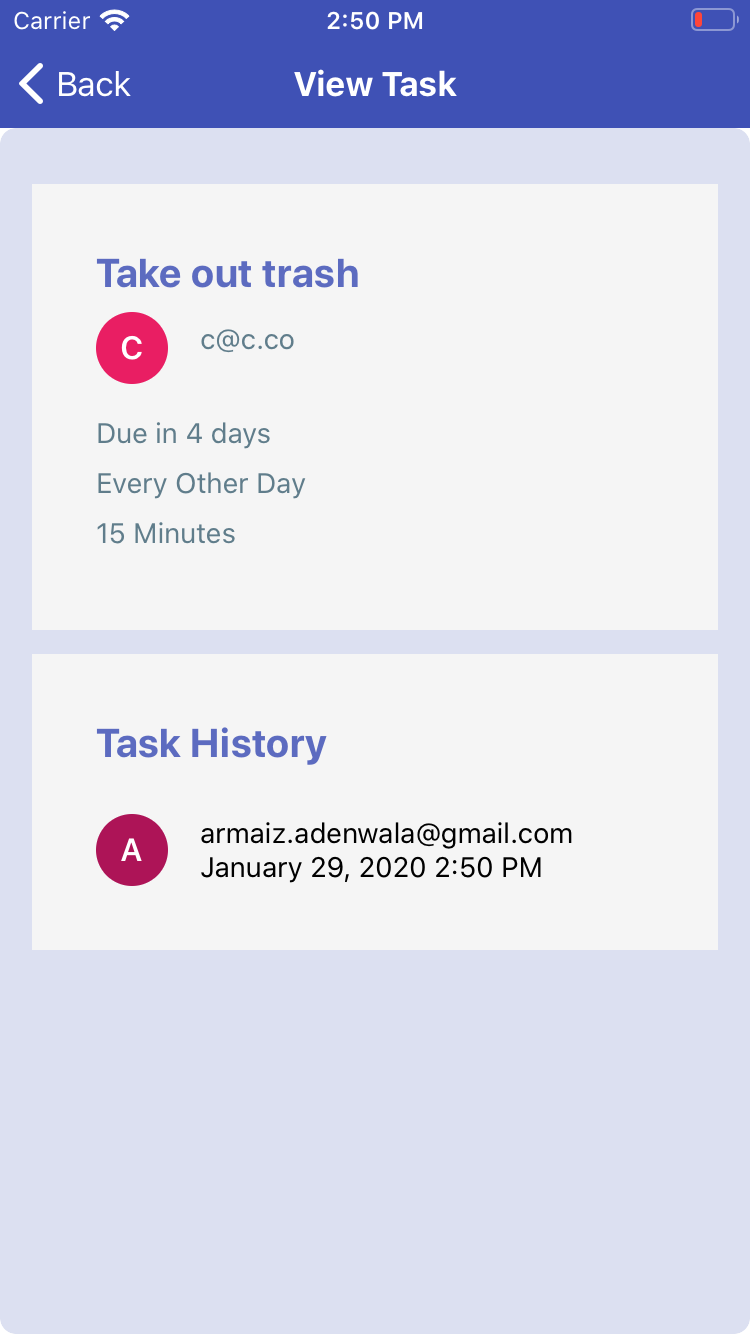 Carrier 2:50 PM
Back View Task
Take out trash
C c@c.co
Due in 4 days
Every Other Day
15 Minutes
Task History
A armaiz.adenwala@gmail.com
January 29, 2020 2:50 PM